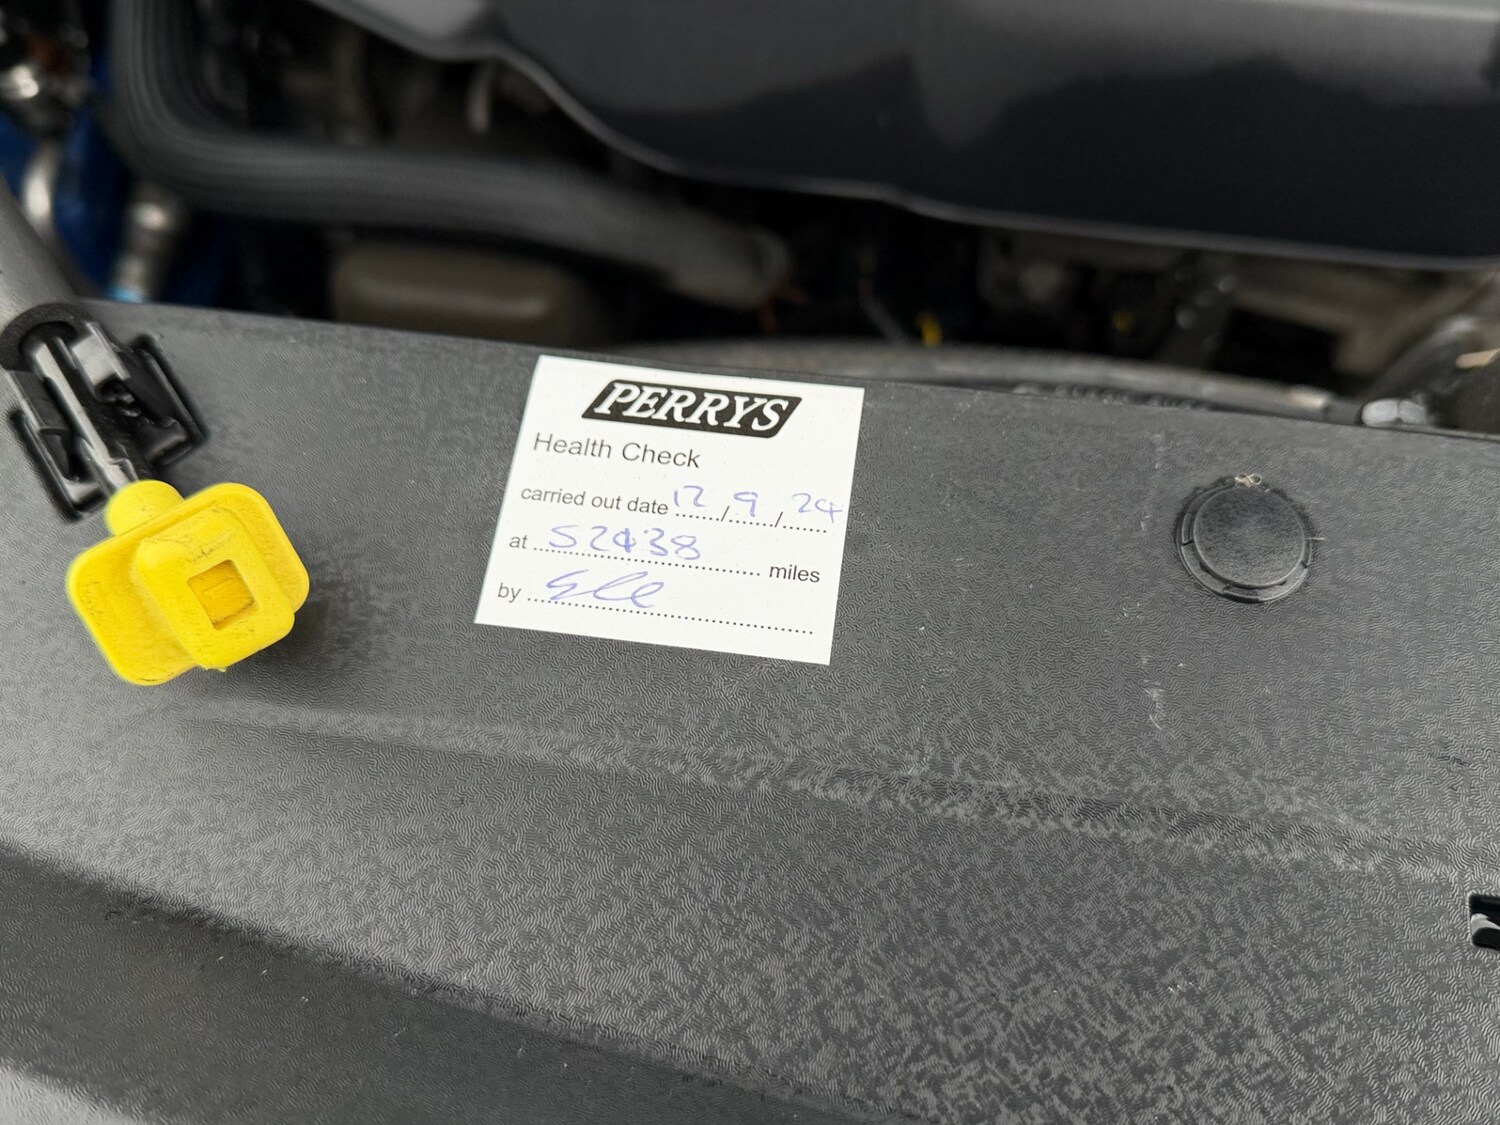 PERRYS
Health Check
carried out date 12/9/24
at 52438 miles
by